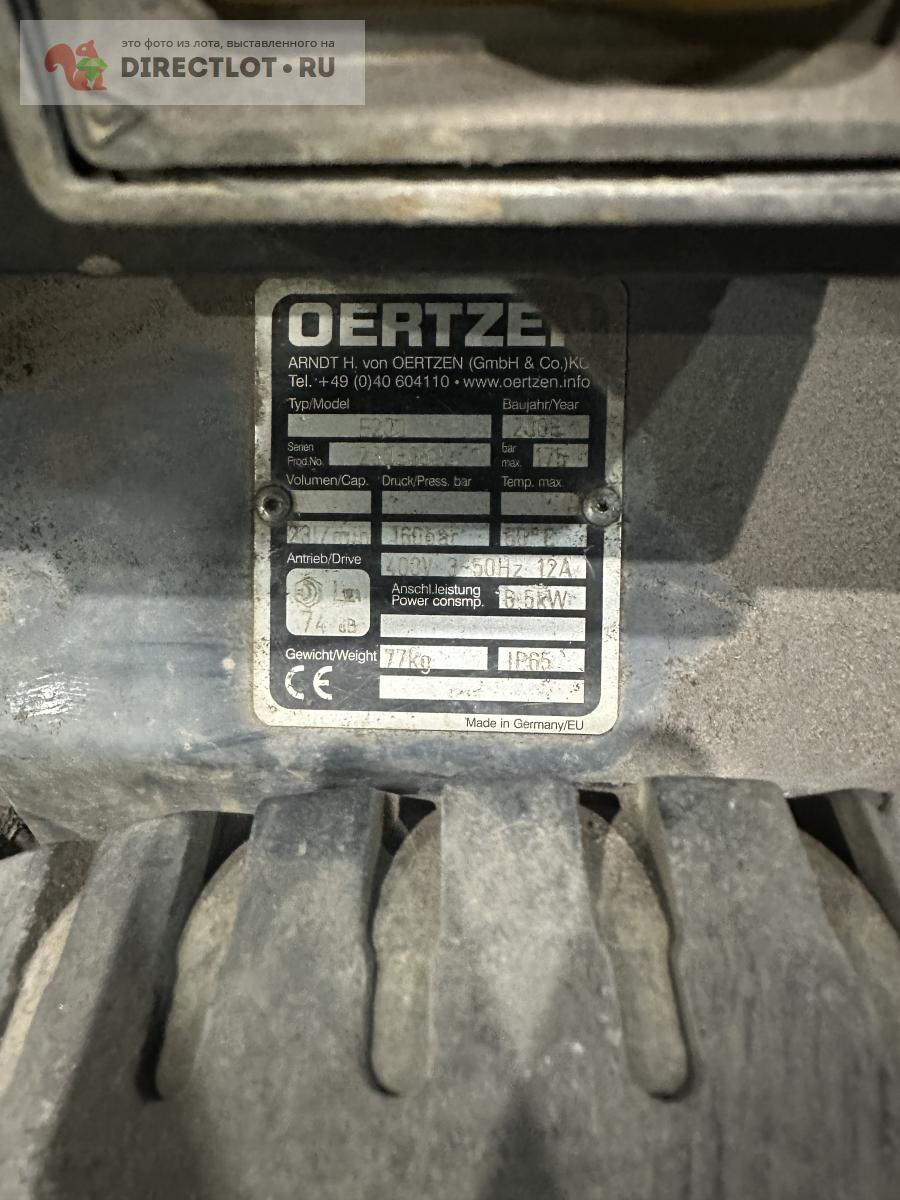 это фото из лота, выставленного на
DIRECTLOT • RU
OERTZEN
ARNDT H. von OERTZEN (GmbH & Co.)KG
Tel. +49 (0)40 604110 • www.oertzen.info
Typ/Model Baujahr/Year
Serien bar
Prod.No. max. 175
Volumen/Cap. Druck/Press. bar Temp. max.
160bar 60°C
Antrieb/Drive 400V 3~50Hz 12A
Anschl.leistung
Power consmp.
74 dB
Gewicht/Weight 77kg IP65
CE
Made in Germany/EU